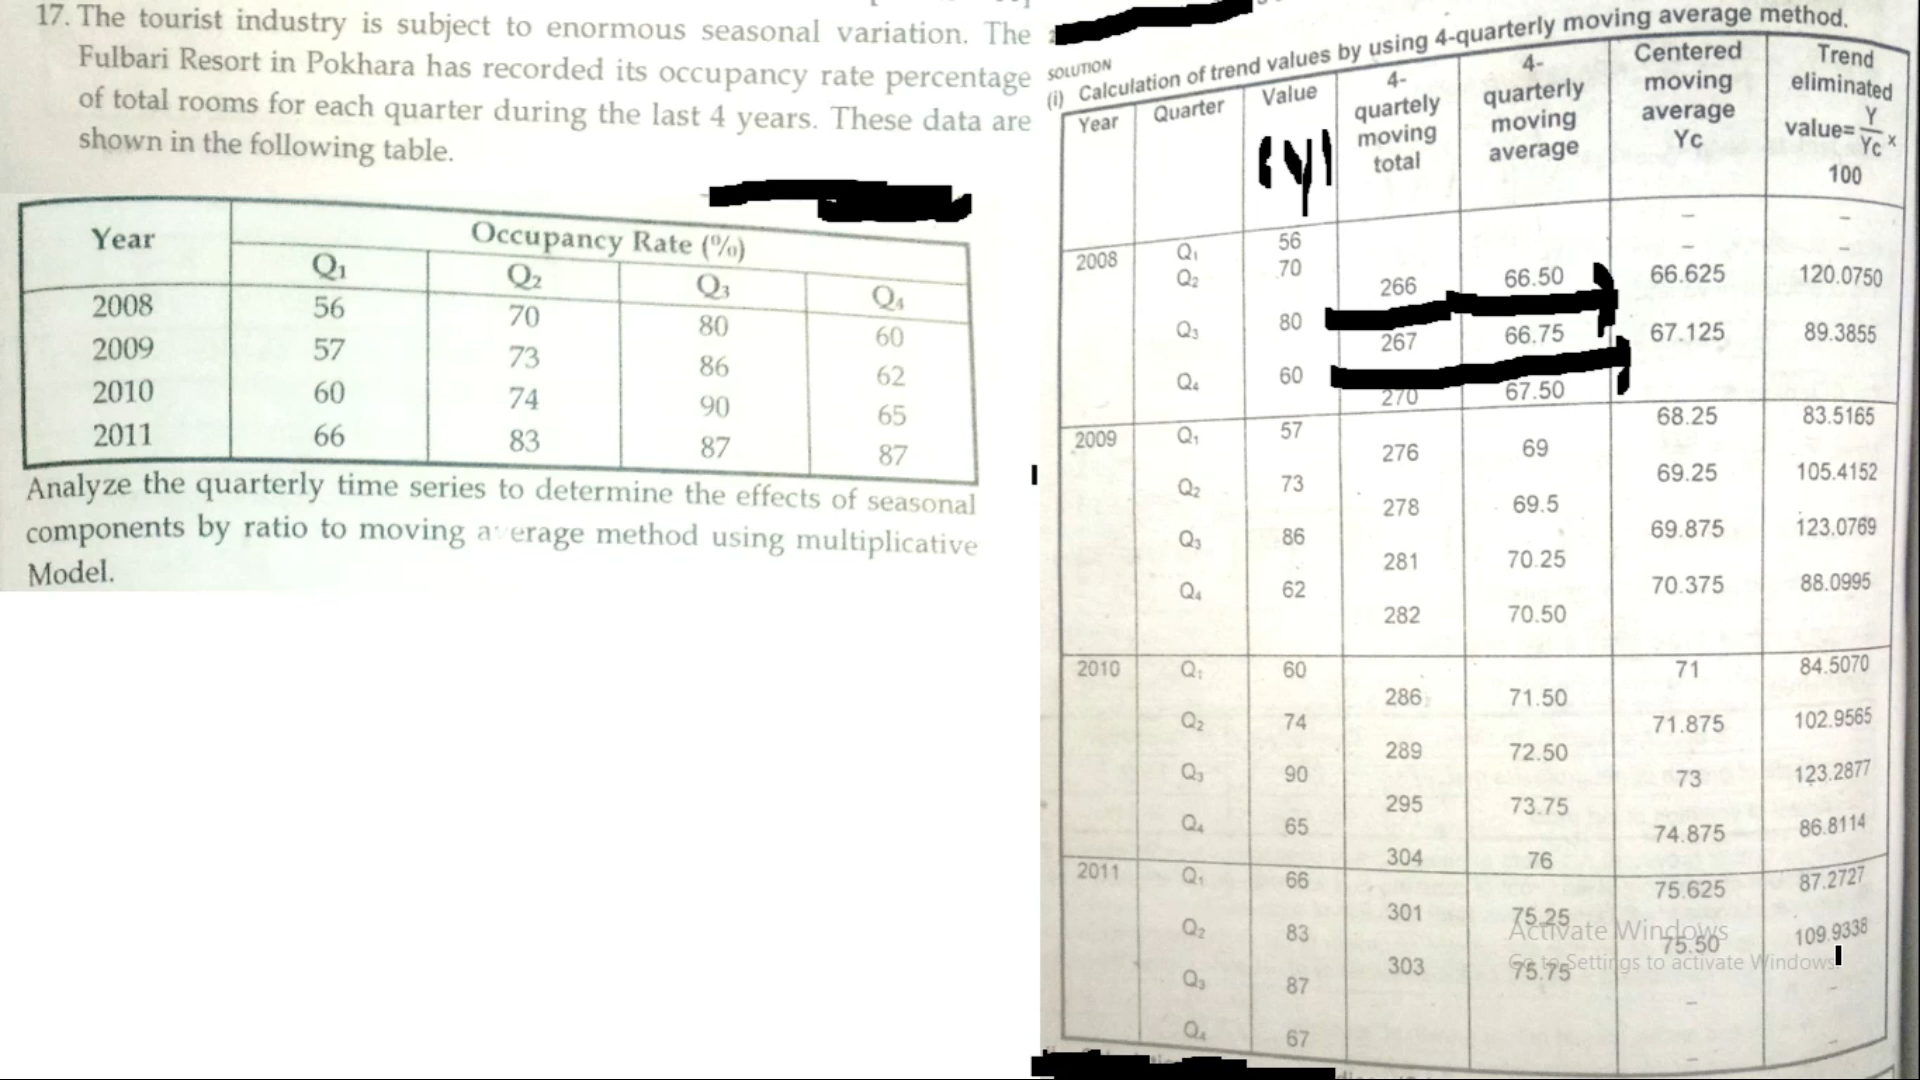 17. The tourist industry is subject to enormous seasonal variation. The
Fulbari Resort in Pokhara has recorded its occupancy rate percentage
of total rooms for each quarter during the last 4 years. These data are
shown in the following table.
Year Occupancy Rate (%)
Q₁ Q₂ Q₃ Q₄
2008 56 70 80 60
2009 57 73 86 62
2010 60 74 90 65
2011 66 83 87 87
Analyze the quarterly time series to determine the effects of seasonal
components by ratio to moving average method using multiplicative
Model.
SOLUTION
(i) Calculation of trend values by using 4-quarterly moving average method.
Year Quarter Value (y) 4-quartely moving total 4-quarterly moving average Centered moving average Yc Trend eliminated value= Y/Yc × 100
2008 Q₁ 56 – –
Q₂ 70 – –
266 66.50
Q₃ 80 66.625 120.0750
267 66.75
Q₄ 60 67.125 89.3855
270 67.50
2009 Q₁ 57 68.25 83.5165
276 69
Q₂ 73 69.25 105.4152
278 69.5
Q₃ 86 69.875 123.0769
281 70.25
Q₄ 62 70.375 88.0995
282 70.50
2010 Q₁ 60 71 84.5070
286 71.50
Q₂ 74 71.875 102.9565
289 72.50
Q₃ 90 73 123.2877
295 73.75
Q₄ 65 74.875 86.8114
304 76
2011 Q₁ 66 75.625 87.2727
301 75.25
Q₂ 83 75.50 109.9338
303 75.75
Q₃ 87 – –
Q₄ 67 – –
Activate Windows
Go to Settings to activate Windows.